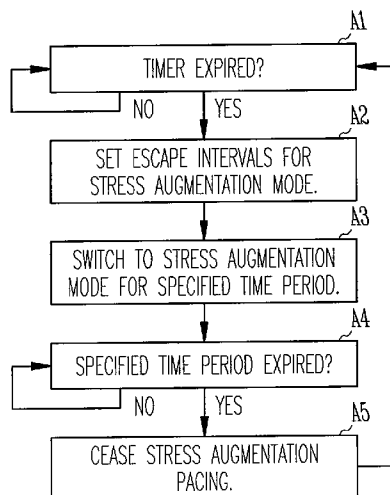 A1
TIMER EXPIRED?
NO YES
A2
SET ESCAPE INTERVALS FOR
STRESS AUGMENTATION MODE.
A3
SWITCH TO STRESS AUGMENTATION
MODE FOR SPECIFIED TIME PERIOD.
A4
SPECIFIED TIME PERIOD EXPIRED?
NO YES
A5
CEASE STRESS AUGMENTATION
PACING.